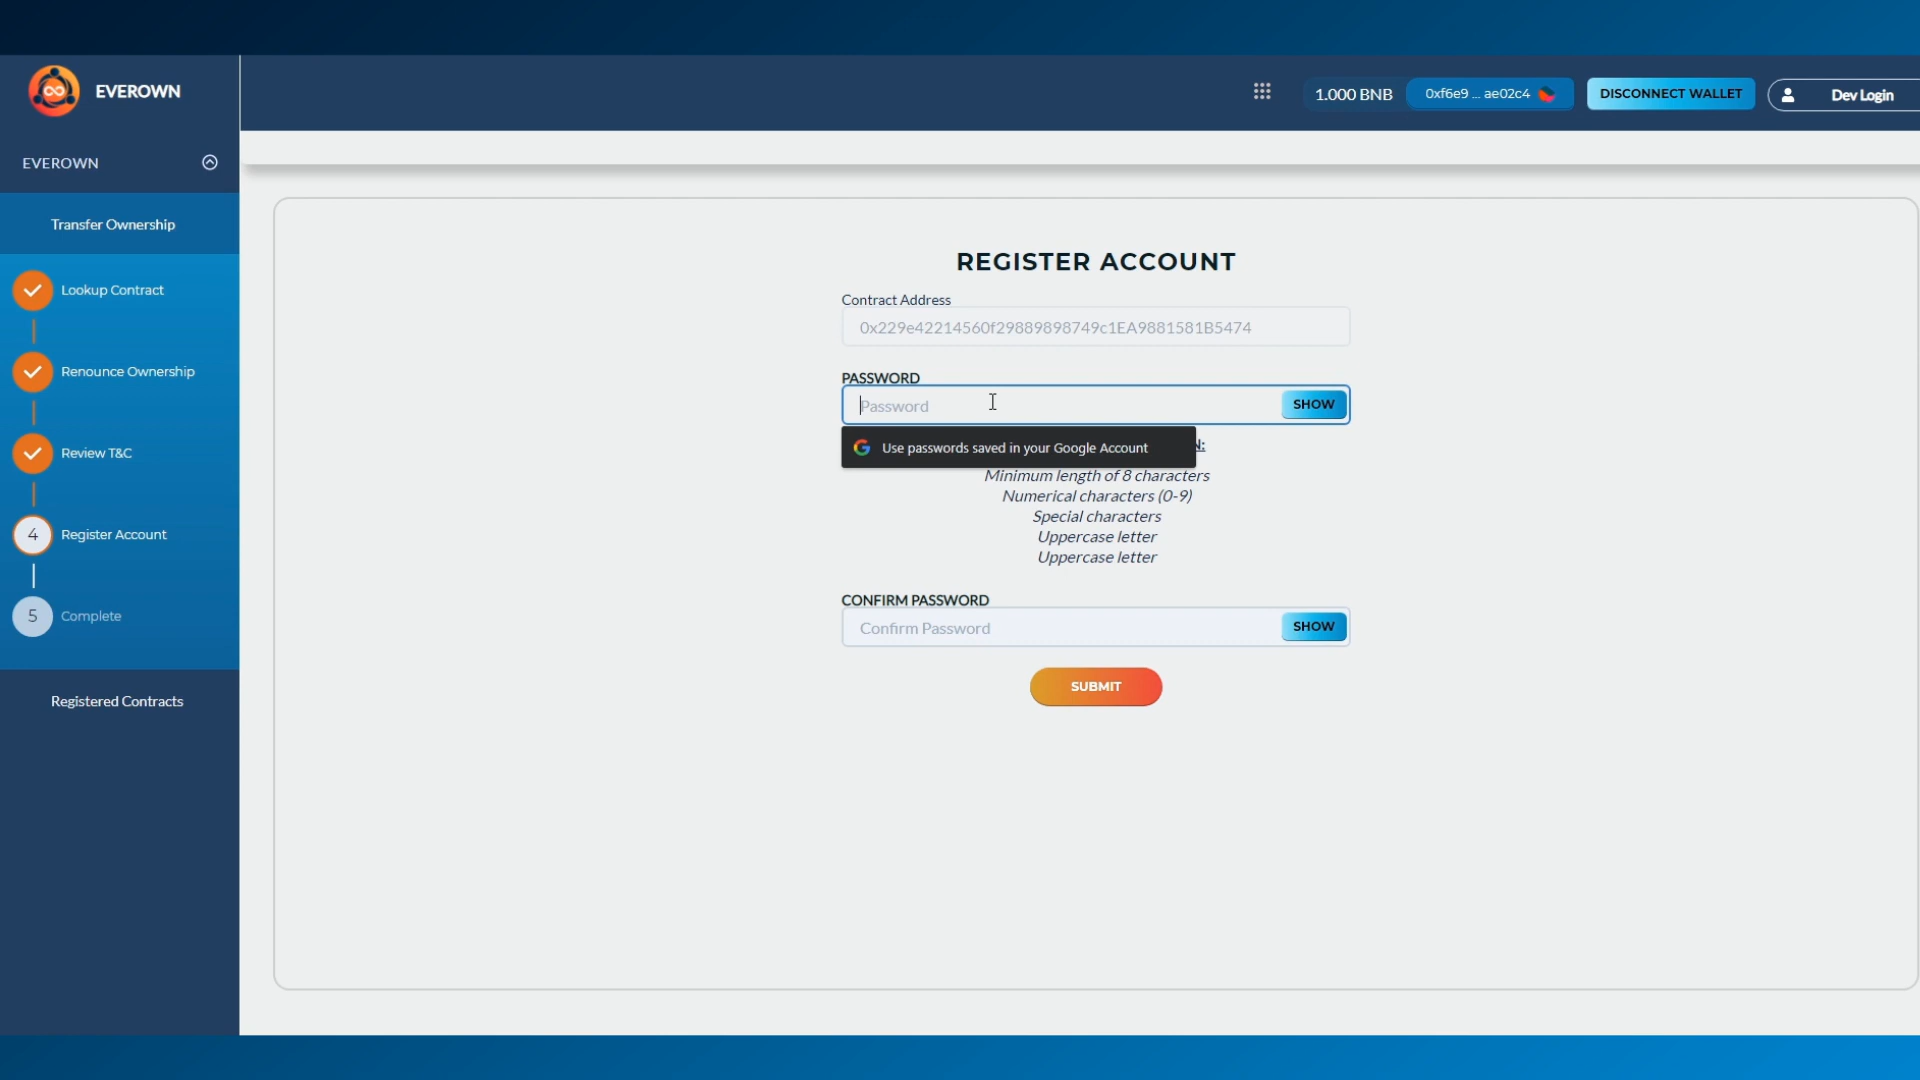 EVEROWN
1.000 BNB
0xf6e9 ... ae02c4
DISCONNECT WALLET
Dev Login
EVEROWN
Transfer Ownership
Lookup Contract
Renounce Ownership
Review T&C
4
Register Account
5
Complete
Registered Contracts
REGISTER ACCOUNT
Contract Address
0x229e42214560f29889898749c1EA9881581B5474
PASSWORD
Password
SHOW
Use passwords saved in your Google Account
N:
Minimum length of 8 characters
Numerical characters (0-9)
Special characters
Uppercase letter
Uppercase letter
CONFIRM PASSWORD
Confirm Password
SHOW
SUBMIT